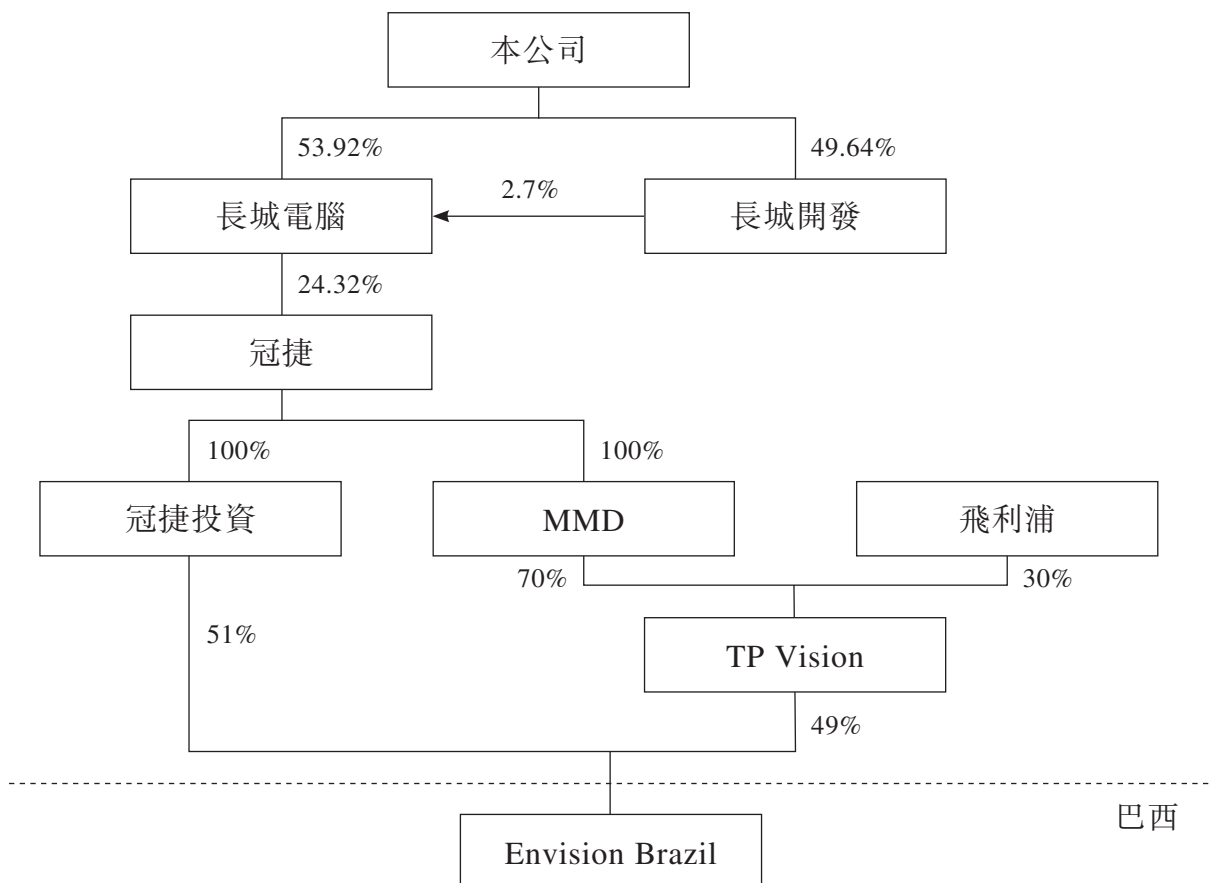 本公司
53.92%
49.64%
長城電腦
2.7%
長城開發
24.32%
冠捷
100%
100%
冠捷投資
MMD
飛利浦
70%
30%
51%
TP Vision
49%
巴西
Envision Brazil